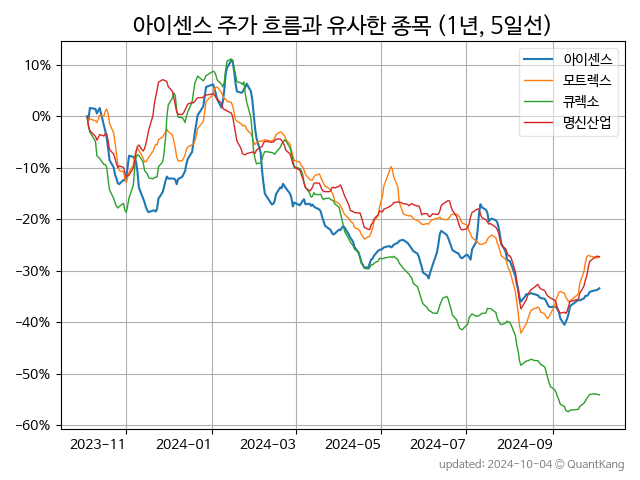 아이센스 주가 흐름과 유사한 종목 (1년, 5일선)
아이센스
모트렉스
큐렉소
명신산업
10%
0%
−10%
−20%
−30%
−40%
−50%
−60%
2023-11
2024-01
2024-03
2024-05
2024-07
2024-09
updated: 2024-10-04 © QuantKang